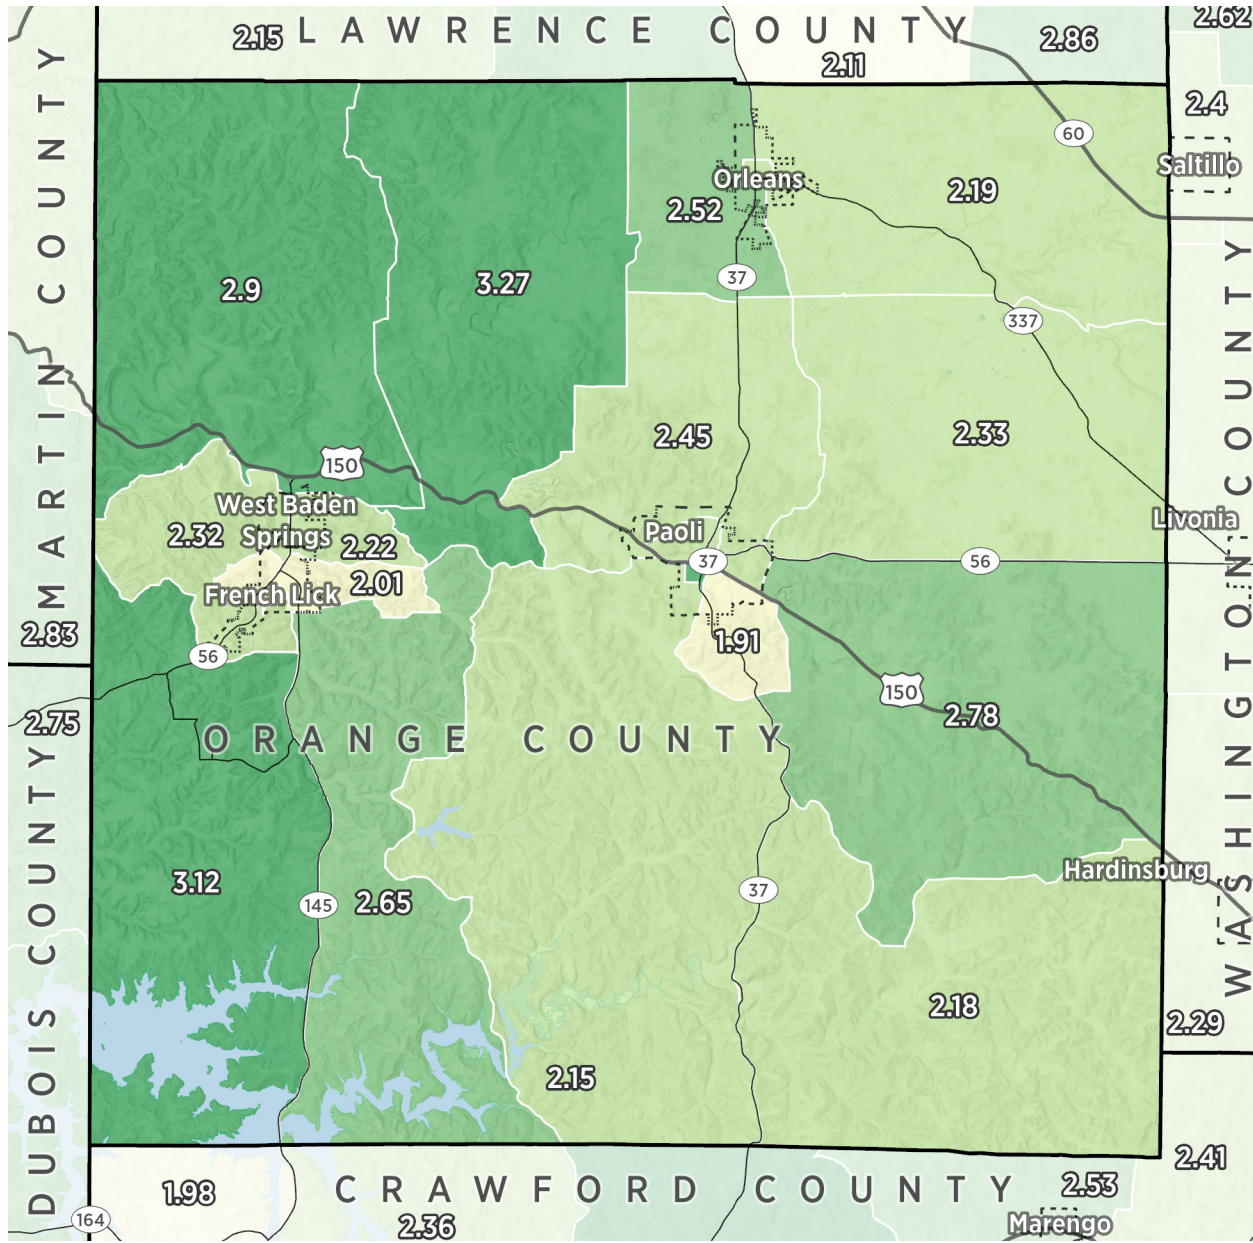 2.62
2.15 LAWRENCE COUNTY 2.86
2.11
2.4
60
Saltillo
MARTIN COUNTY
Orleans
2.19
2.52
2.9
3.27
37
337
WASHINGTON COUNTY
2.45
2.33
150
West Baden
Springs
2.32
2.22
Paoli
Livonia
37
56
2.01
French Lick
2.83
56
1.91
150
2.78
2.75
ORANGE COUNTY
DUBOIS COUNTY
Hardinsburg
3.12
145
2.65
37
2.18
2.29
2.15
2.41
1.98
CRAWFORD COUNTY
2.53
164
2.36
Marengo